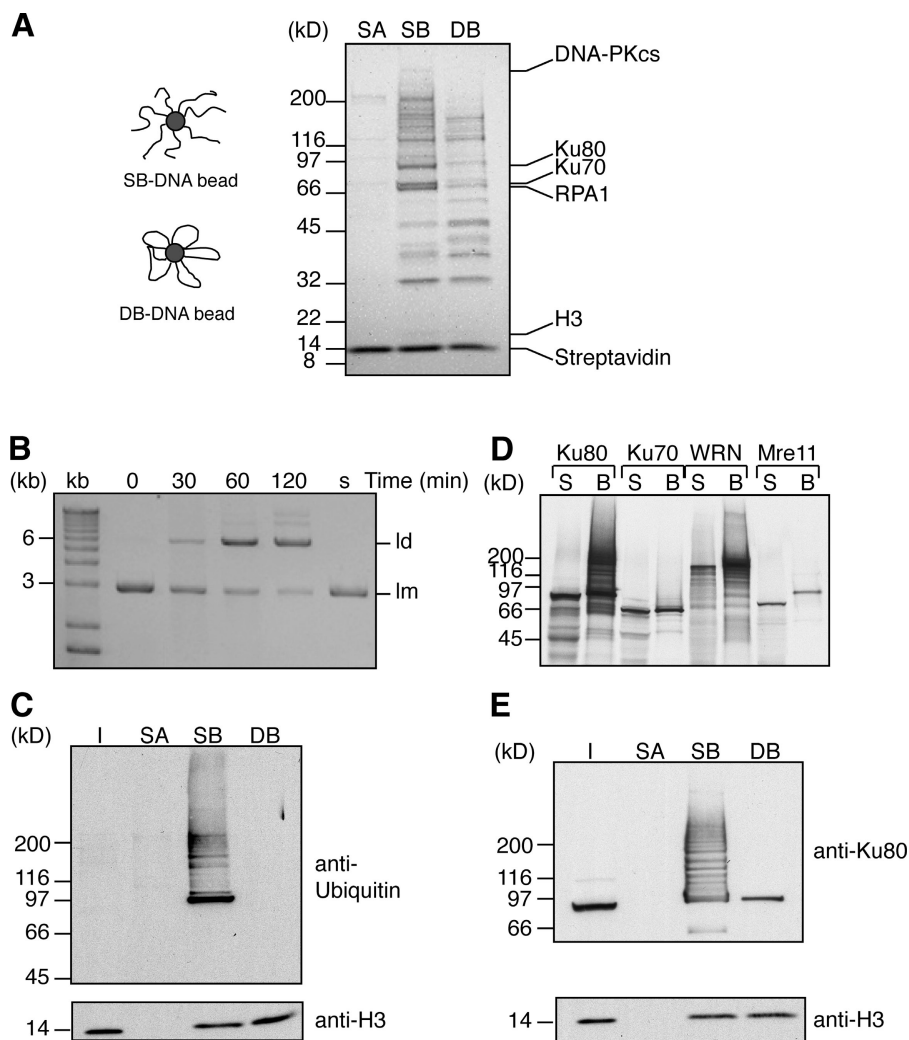 A
(kD) SA SB DB
DNA-PKcs
200
116
97
66
45
32
22
14
8
Ku80
Ku70
RPA1
H3
Streptavidin
SB-DNA bead
DB-DNA bead
B
(kb) kb 0 30 60 120 s Time (min)
6
3
ld
lm
D
Ku80 Ku70 WRN Mre11
(kD) S B S B S B S B
200
116
97
66
45
C
(kD) I SA SB DB
200
116
97
66
45
anti-
Ubiquitin
14
anti-H3
E
(kD) I SA SB DB
200
116
97
66
anti-Ku80
14
anti-H3